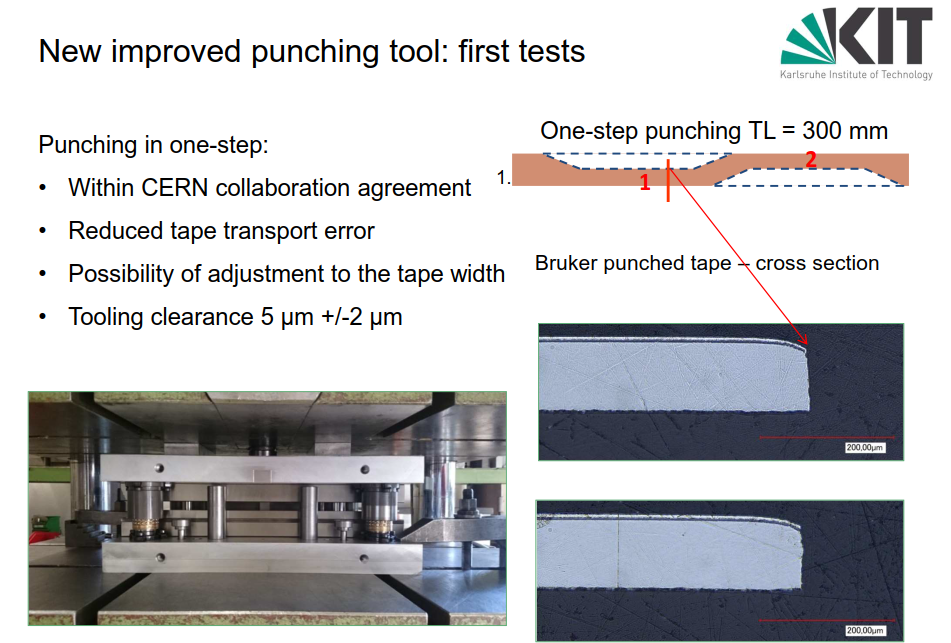 New improved punching tool: first tests
KIT
Karlsruhe Institute of Technology
Punching in one-step:
• Within CERN collaboration agreement
• Reduced tape transport error
• Possibility of adjustment to the tape width
• Tooling clearance 5 µm +/-2 µm
One-step punching TL = 300 mm
1.
1
2
Bruker punched tape – cross section
200,00µm
200,00µm